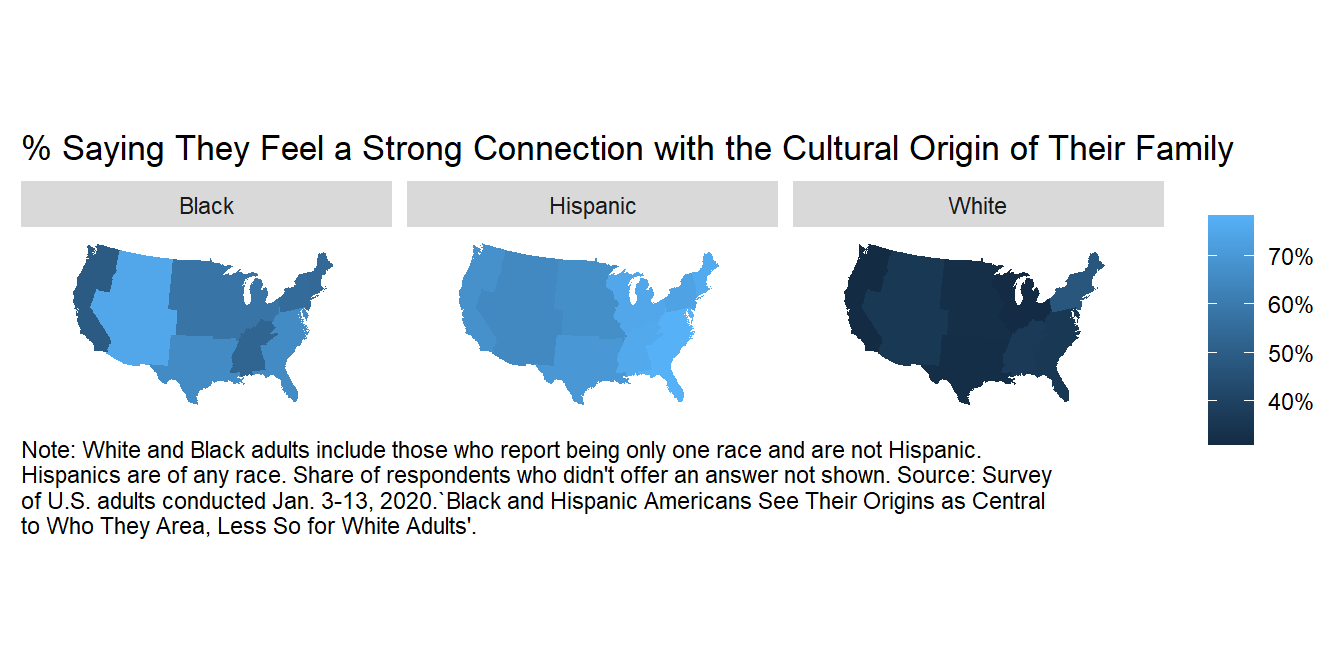 % Saying They Feel a Strong Connection with the Cultural Origin of Their Family
Black
Hispanic
White
70%
60%
50%
40%
Note: White and Black adults include those who report being only one race and are not Hispanic.
Hispanics are of any race. Share of respondents who didn't offer an answer not shown. Source: Survey
of U.S. adults conducted Jan. 3-13, 2020.`Black and Hispanic Americans See Their Origins as Central
to Who They Area, Less So for White Adults'.